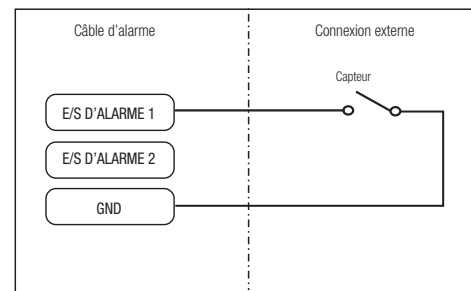 Câble d'alarme
Connexion externe
Capteur
E/S D'ALARME 1
E/S D'ALARME 2
GND